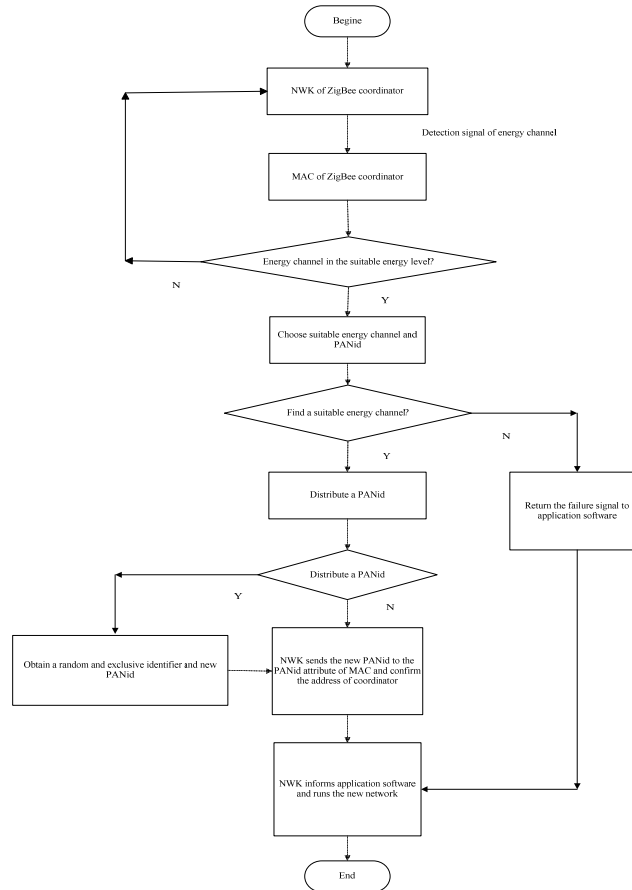 Begine
NWK of ZigBee coordinator
Detection signal of energy channel
MAC of ZigBee coordinator
Energy channel in the suitable energy level?
N
Y
Choose suitable energy channel and
PANid
Find a suitable energy channel?
N
Y
Distribute a PANid
Return the failure signal to
application software
Distribute a PANid
Y
N
Obtain a random and exclusive identifier and new
PANid
NWK sends the new PANid to the
PANid attribute of MAC and confirm
the address of coordinator
NWK informs application software
and runs the new network
End